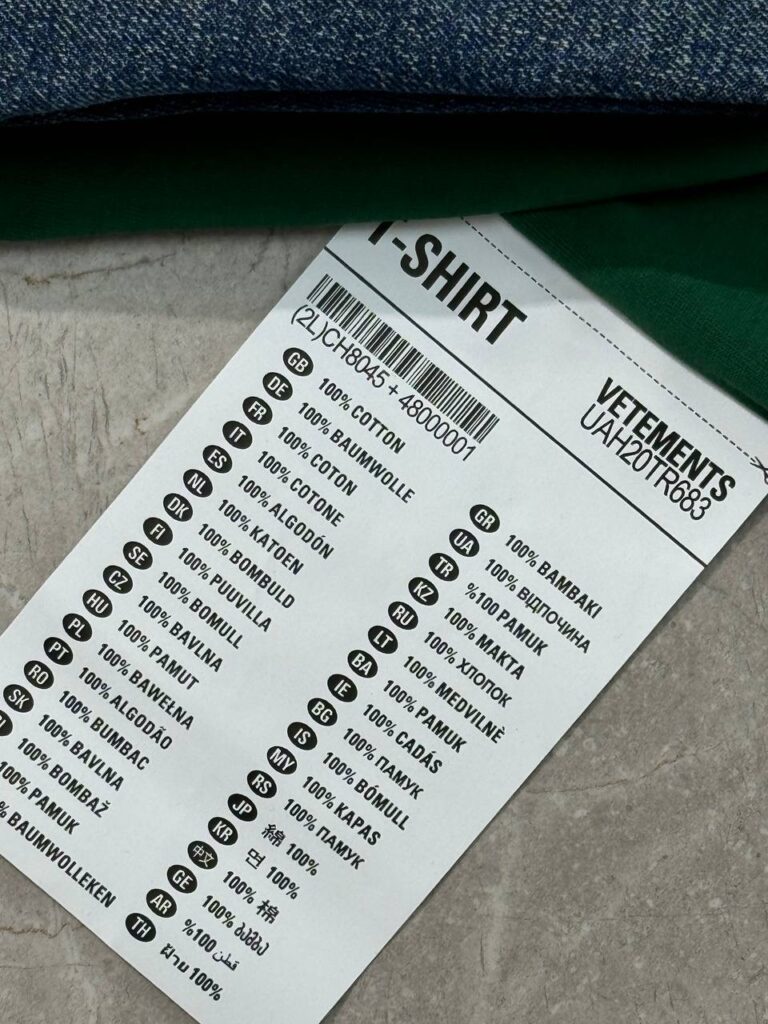 T-SHIRT
(2L)CH8045 + 48000001
VETEMENTS
UAH20TR683
GB 100% COTTON
DE 100% BAUMWOLLE
FR 100% COTON
IT 100% COTONE
ES 100% ALGODÓN
NL 100% KATOEN
DK 100% BOMBULD
FI 100% PUUVILLA
SE 100% BOMULL
CZ 100% BAVLNA
HU 100% PAMUT
PL 100% BAWEŁNA
PT 100% ALGODÃO
RO 100% BUMBAC
SK 100% BAVLNA
100% BOMBAŽ
100% PAMUK
% BAUMWOLLEKEN
GR 100% BAMBAKI
UA 100% ВІДПОЧИНА
TR %100 PAMUK
KZ 100% МАКТА
RU 100% ХЛОПОК
LT 100% MEDVILNĖ
BA 100% PAMUK
IE 100% CADÁS
BG 100% ПАМУК
IS 100% BÓMULL
MY 100% KAPAS
RS 100% ПАМУК
JP 綿 100%
KR 면 100%
中文 100% 棉
GE 100% ბამბა
AR %100 قطن
TH ฝ้าย 100%